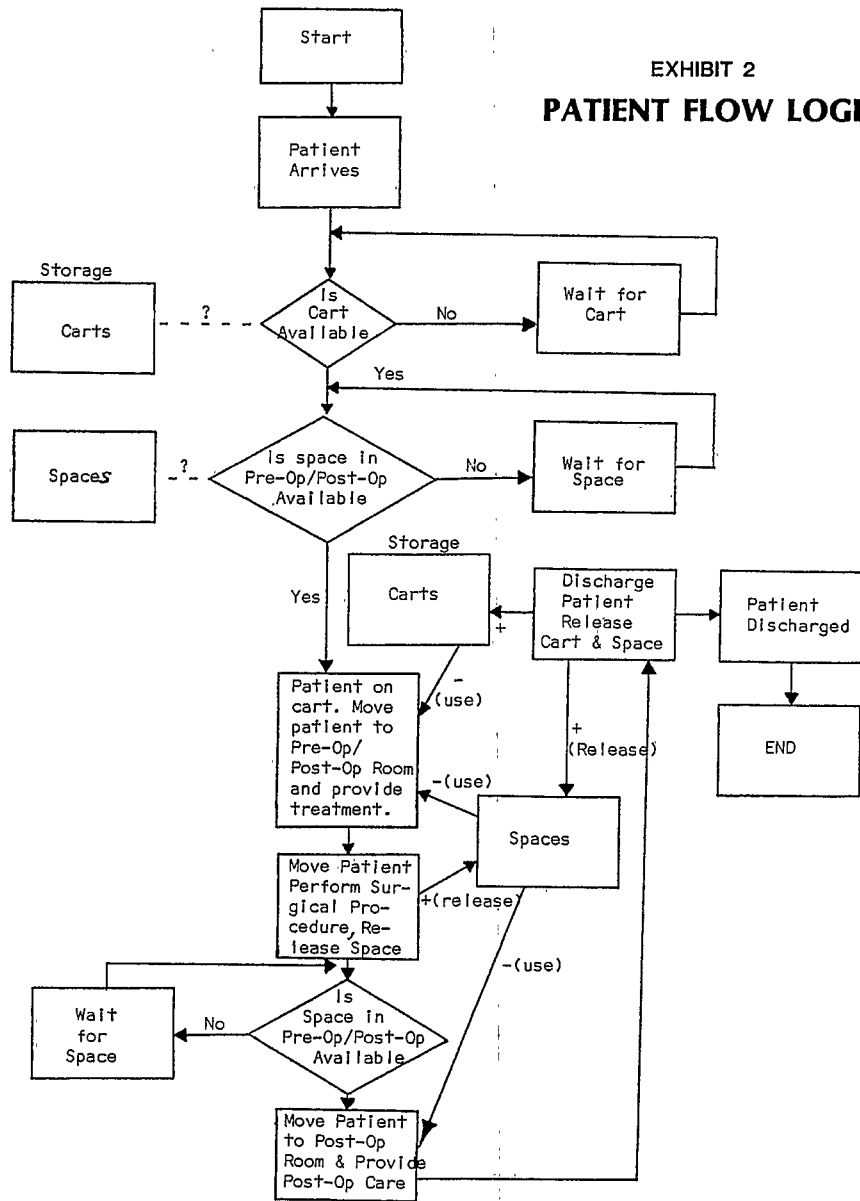 Start
EXHIBIT 2
PATIENT FLOW LOGI
Patient
Arrives
Storage
Carts
?
Is
Cart
Available
No
Wait for
Cart
Yes
Spaces
?
Is space in
Pre-Op/Post-Op
Available
No
Wait for
Space
Yes
Storage
Carts
+
Discharge
Patient
Release
Cart & Space
Patient
Discharged
-
(use)
+
(Release)
END
Patient on
cart. Move
patient to
Pre-Op/
Post-Op Room
and provide
treatment.
-(use)
Spaces
Move Patient
Perform Sur-
gical Pro-
cedure, Re-
lease Space
+(release)
-(use)
Wait
for
Space
No
Is
Space in
Pre-Op/Post-Op
Available
Move Patient
to Post-Op
Room & Provide
Post-Op Care